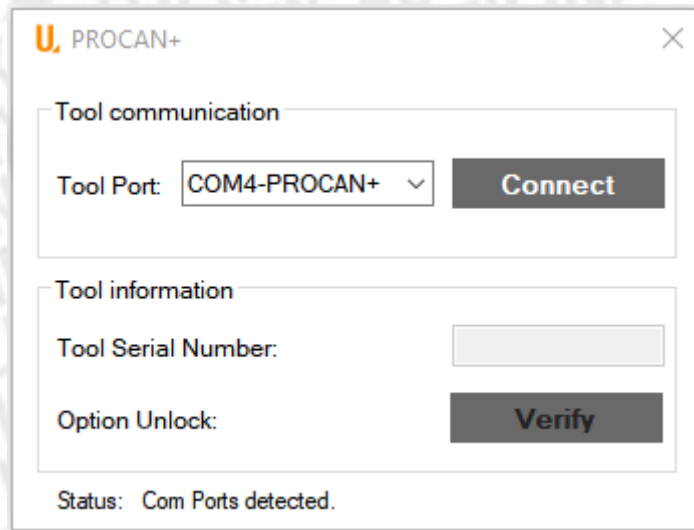 U PROCAN+
Tool communication
Tool Port: COM4-PROCAN+ Connect
Tool information
Tool Serial Number:
Option Unlock: Verify
Status: Com Ports detected.